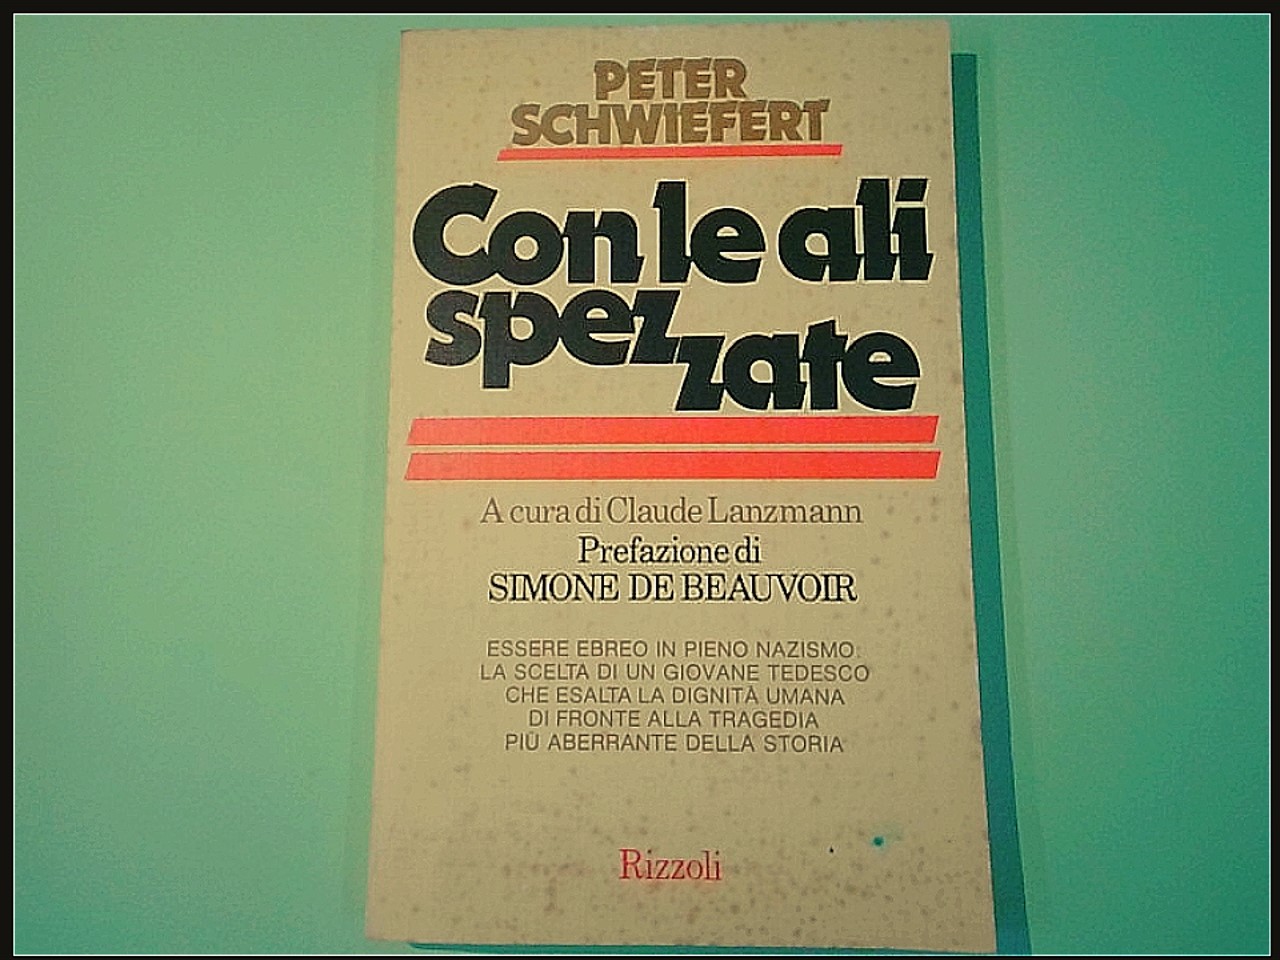 PETER
SCHWIEFERT
Con le ali
spez
zate
A cura di Claude Lanzmann
Prefazione di
SIMONE DE BEAUVOIR
ESSERE EBREO IN PIENO NAZISMO:
LA SCELTA DI UN GIOVANE TEDESCO
CHE ESALTA LA DIGNITÀ UMANA
DI FRONTE ALLA TRAGEDIA
PIÙ ABERRANTE DELLA STORIA
Rizzoli